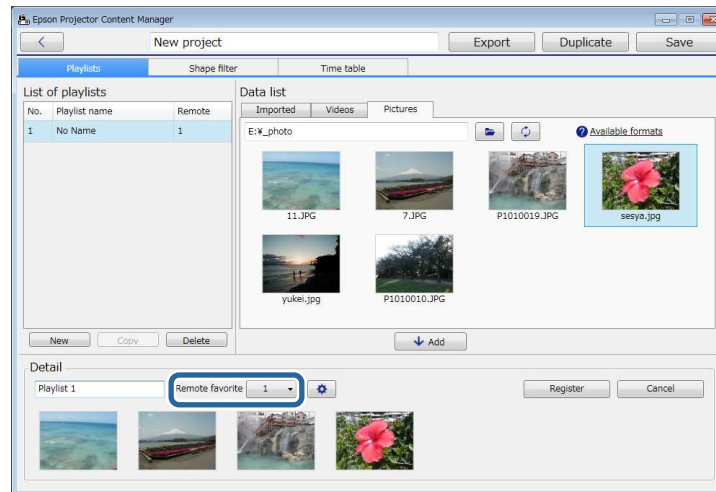 Epson Projector Content Manager
New project
Export
Duplicate
Save
Playlists
Shape filter
Time table
List of playlists
No. Playlist name Remote
1 No Name 1
New
Copy
Delete
Data list
Imported
Videos
Pictures
E:¥_photo
Available formats
11.JPG
7.JPG
P1010019.JPG
sesya.jpg
yukei.jpg
P1010010.JPG
Add
Detail
Playlist 1
Remote favorite 1
Register
Cancel